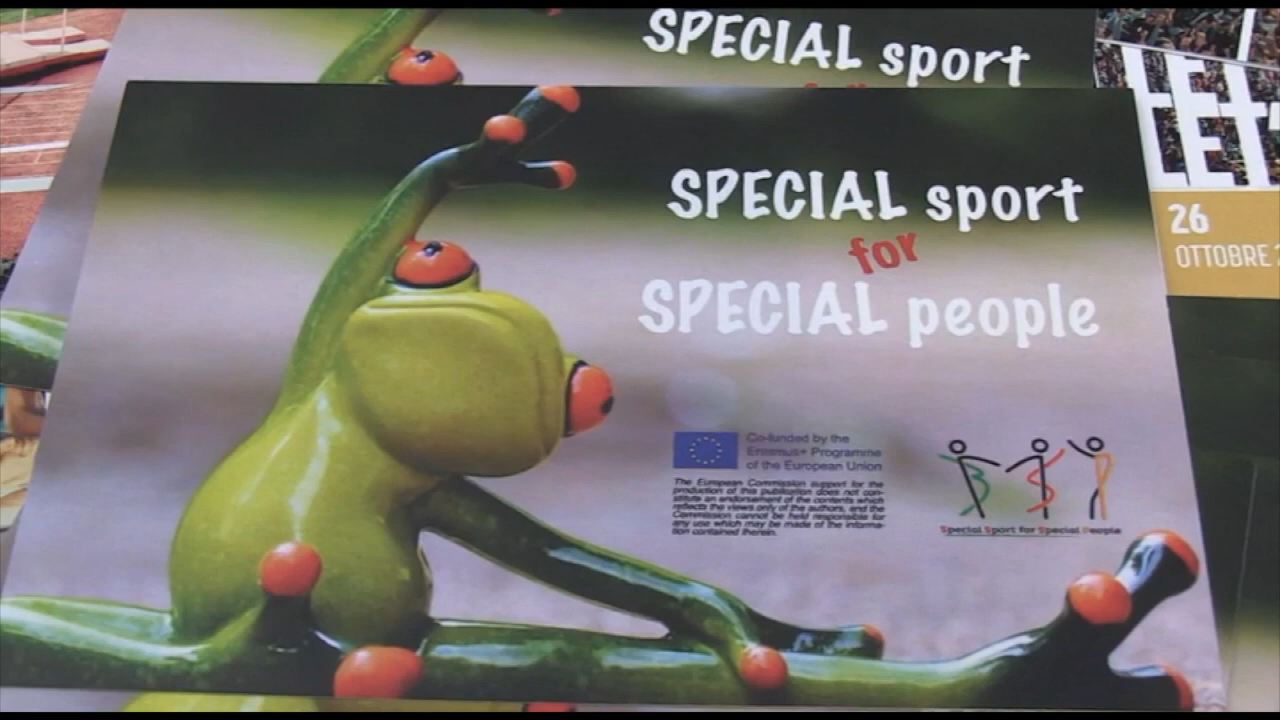 SPECIAL sport
SPECIAL sport
for
SPECIAL people
LET'
26
OTTOBRE 2
Co-funded by the
Erasmus+ Programme
of the European Union
The European Commission support for the
production of this publication does not con-
stitute an endorsement of the contents which
reflects the views only of the authors, and the
Commission cannot be held responsible for
any use which may be made of the informa-
tion contained therein.
Special Sport for Special People